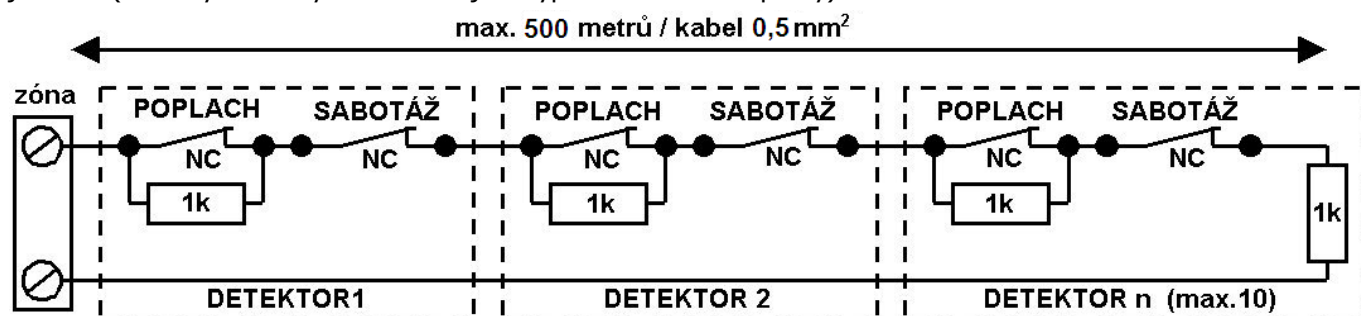 max. 500 metrů / kabel 0,5 mm²
zóna
POPLACH SABOTÁŽ POPLACH SABOTÁŽ POPLACH SABOTÁŽ
NC NC NC NC NC NC
1k 1k 1k 1k
DETEKTOR1 DETEKTOR 2 DETEKTOR n (max.10)